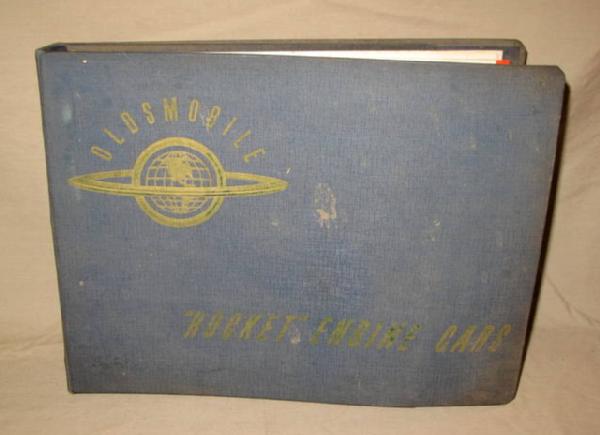 OLDSMOBILE
"ROCKET" ENGINE CARS